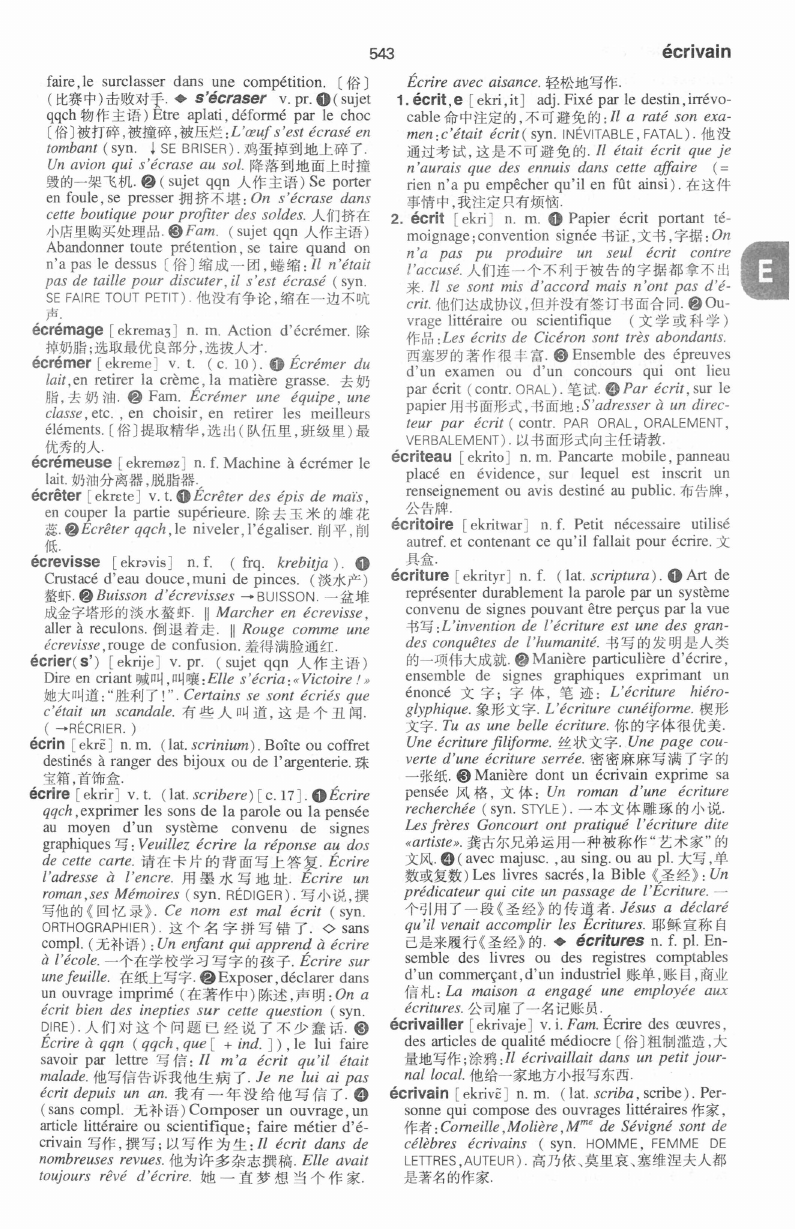 543
écrivain
faire, le surclasser dans une compétition. 〔俗〕
(比赛中)击败对手. ◆ s'écraser v. pr. ❶(sujet
qqch 物作主语) Être aplati, déformé par le choc
〔俗〕被打碎,被撞碎,被压烂: L'œuf s'est écrasé en
tombant (syn. ↓ SE BRISER). 鸡蛋掉到地上碎了.
Un avion qui s'écrase au sol. 降落到地面上时撞
毁的一架飞机. ❷ (sujet qqn 人作主语) Se porter
en foule, se presser 拥挤不堪: On s'écrase dans
cette boutique pour profiter des soldes. 人们挤在
小店里购买处理品. ❸ Fam. (sujet qqn 人作主语)
Abandonner toute prétention, se taire quand on
n'a pas le dessus 〔俗〕缩成一团,蜷缩: Il n'était
pas de taille pour discuter, il s'est écrasé (syn.
SE FAIRE TOUT PETIT). 他没有争论,缩在一边不吭
声.
écrémage [ekremaʒ] n. m. Action d'écrémer. 除
掉奶脂;选取最优良部分,选拔人才.
écrémer [ekreme] v. t. (c. 10). ❶ Écrémer du
lait, en retirer la crème, la matière grasse. 去奶
脂,去奶油. ❷ Fam. Écrémer une équipe, une
classe, etc., en choisir, en retirer les meilleurs
éléments. 〔俗〕提取精华,选出(队伍里,班级里)最
优秀的人.
écrémeuse [ekremøz] n. f. Machine à écrémer le
lait. 奶油分离器,脱脂器.
écrêter [ekrɛte] v. t. ❶ Écrêter des épis de maïs,
en couper la partie supérieure. 除去玉米的雄花
蕊. ❷ Écrêter qqch, le niveler, l'égaliser. 削平,削
低.
écrevisse [ekrəvis] n. f. (frq. krebitja). ❶
Crustacé d'eau douce, muni de pinces. (淡水产)
螯虾. ❷ Buisson d'écrevisses → BUISSON. 一盆堆
成金字塔形的淡水螯虾. ‖ Marcher en écrevisse,
aller à reculons. 倒退着走. ‖ Rouge comme une
écrevisse, rouge de confusion. 羞得满脸通红.
écrier(s') [ekrije] v. pr. (sujet qqn 人作主语)
Dire en criant 喊叫,叫嚷: Elle s'écria: «Victoire !»
她大叫道:“胜利了!”. Certains se sont écriés que
c'était un scandale. 有些人叫道,这是个丑闻.
(→RÉCRIER.)
écrin [ekrɛ̃] n. m. (lat. scrinium). Boîte ou coffret
destinés à ranger des bijoux ou de l'argenterie. 珠
宝箱,首饰盒.
écrire [ekrir] v. t. (lat. scribere) [c. 17]. ❶ Écrire
qqch, exprimer les sons de la parole ou la pensée
au moyen d'un système convenu de signes
graphiques 写: Veuillez écrire la réponse au dos
de cette carte. 请在卡片的背面写上答复. Écrire
l'adresse à l'encre. 用墨水写地址. Écrire un
roman, ses Mémoires (syn. RÉDIGER). 写小说,撰
写他的《回忆录》. Ce nom est mal écrit (syn.
ORTHOGRAPHIER). 这个名字拼写错了. ◇ sans
compl. (无补语): Un enfant qui apprend à écrire
à l'école. 一个在学校学习写字的孩子. Écrire sur
une feuille. 在纸上写字. ❷ Exposer, déclarer dans
un ouvrage imprimé (在著作中)陈述,声明: On a
écrit bien des inepties sur cette question (syn.
DIRE). 人们对这个问题已经说了不少蠢话. ❸
Écrire à qqn (qqch, que [ + ind. ]), le lui faire
savoir par lettre 写信: Il m'a écrit qu'il était
malade. 他写信告诉我他生病了. Je ne lui ai pas
écrit depuis un an. 我有一年没给他写信了. ❹
(sans compl. 无补语) Composer un ouvrage, un
article littéraire ou scientifique; faire métier d'é-
crivain 写作,撰写;以写作为生: Il écrit dans de
nombreuses revues. 他为许多杂志撰稿. Elle avait
toujours rêvé d'écrire. 她一直梦想当个作家.
Écrire avec aisance. 轻松地写作.
1. écrit,e [ekri,it] adj. Fixé par le destin, irrévo-
cable 命中注定的,不可避免的: Il a raté son exa-
men: c'était écrit (syn. INÉVITABLE, FATAL). 他没
通过考试,这是不可避免的. Il était écrit que je
n'aurais que des ennuis dans cette affaire (=
rien n'a pu empêcher qu'il en fût ainsi). 在这件
事情中,我注定只有烦恼.
2. écrit [ekri] n. m. ❶ Papier écrit portant té-
moignage; convention signée 书证,文书,字据: On
n'a pas pu produire un seul écrit contre
l'accusé. 人们连一个不利于被告的字据都拿不出
来. Il se sont mis d'accord mais n'ont pas d'é-
crit. 他们达成协议,但并没有签订书面合同. ❷ Ou-
vrage littéraire ou scientifique (文学或科学)
作品: Les écrits de Cicéron sont très abondants.
西塞罗的著作很丰富. ❸ Ensemble des épreuves
d'un examen ou d'un concours qui ont lieu
par écrit (contr. ORAL). 笔试. ❹ Par écrit, sur le
papier 用书面形式,书面地: S'adresser à un direc-
teur par écrit (contr. PAR ORAL, ORALEMENT,
VERBALEMENT). 以书面形式向主任请教.
écriteau [ekrito] n. m. Pancarte mobile, panneau
placé en évidence, sur lequel est inscrit un
renseignement ou avis destiné au public. 布告牌,
公告牌.
écritoire [ekritwar] n. f. Petit nécessaire utilisé
autref. et contenant ce qu'il fallait pour écrire. 文
具盒.
écriture [ekrityr] n. f. (lat. scriptura). ❶ Art de
représenter durablement la parole par un système
convenu de signes pouvant être perçus par la vue
书写: L'invention de l'écriture est une des gran-
des conquêtes de l'humanité. 书写的发明是人类
的一项伟大成就. ❷ Manière particulière d'écrire,
ensemble de signes graphiques exprimant un
énoncé 文字; 字体, 笔迹: L'écriture hiéro-
glyphique. 象形文字. L'écriture cunéiforme. 楔形
文字. Tu as une belle écriture. 你的字体很优美.
Une écriture filiforme. 丝状文字. Une page cou-
verte d'une écriture serrée. 密密麻麻写满了字的
一张纸. ❸ Manière dont un écrivain exprime sa
pensée 风格, 文体: Un roman d'une écriture
recherchée (syn. STYLE). 一本文体雕琢的小说.
Les frères Goncourt ont pratiqué l'écriture dite
«artiste». 龚古尔兄弟运用一种被称作“艺术家”的
文风. ❹ (avec majusc., au sing. ou au pl. 大写,单
数或复数) Les livres sacrés, la Bible 《圣经》: Un
prédicateur qui cite un passage de l'Écriture. 一
个引用了一段《圣经》的传道者. Jésus a déclaré
qu'il venait accomplir les Écritures. 耶稣宣称自
己是来履行《圣经》的. ◆ écritures n. f. pl. En-
semble des livres ou des registres comptables
d'un commerçant, d'un industriel 账单,账目,商业
信札: La maison a engagé une employée aux
écritures. 公司雇了一名记账员.
écrivailler [ekrivaje] v. i. Fam. Écrire des œuvres,
des articles de qualité médiocre 〔俗〕粗制滥造,大
量地写作;涂鸦: Il écrivaillait dans un petit jour-
nal local. 他给一家地方小报写东西.
écrivain [ekrivɛ̃] n. m. (lat. scriba, scribe). Per-
sonne qui compose des ouvrages littéraires 作家,
作者: Corneille, Molière, Mme de Sévigné sont de
célèbres écrivains (syn. HOMME, FEMME DE
LETTRES, AUTEUR). 高乃依、莫里哀、塞维涅夫人都
是著名的作家.
E